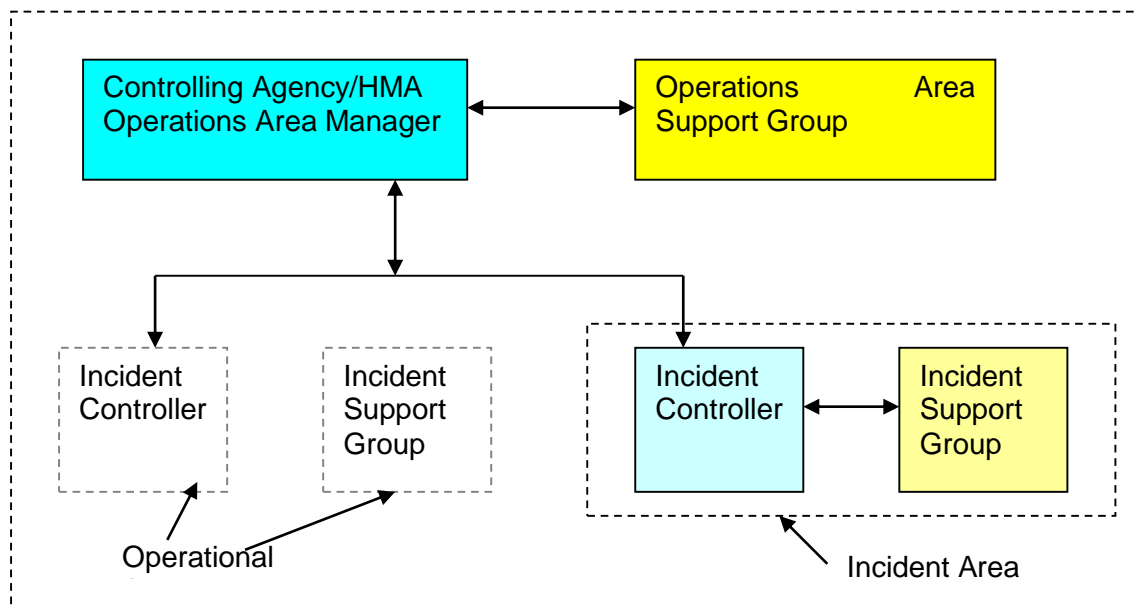 Controlling Agency/HMA
Operations Area Manager
Operations Area
Support Group
Incident
Controller
Incident
Support
Group
Incident
Controller
Incident
Support
Group
Operational
Incident Area